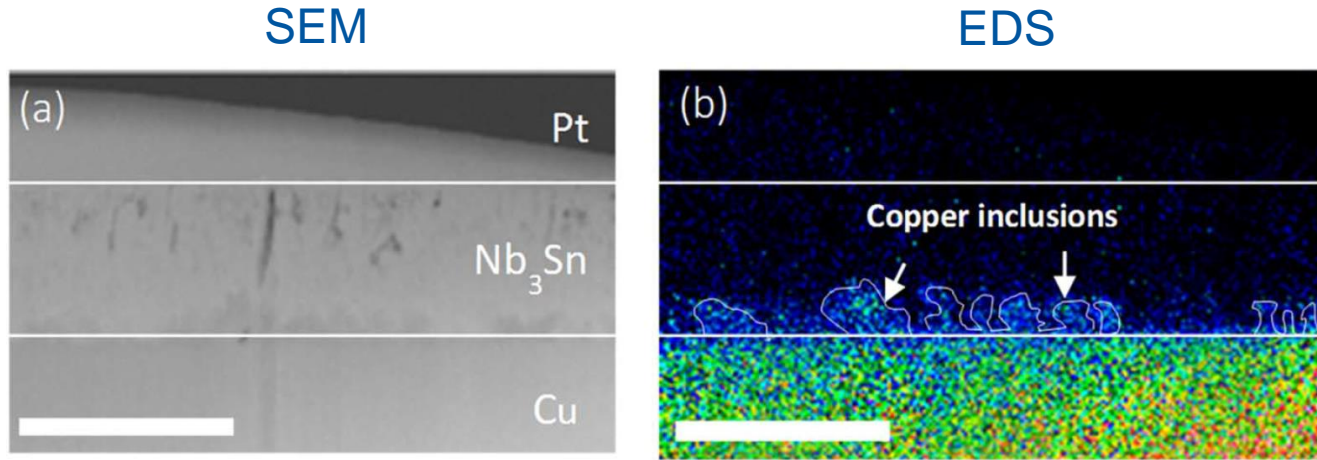 SEM
EDS
(a)
Pt
Nb₃Sn
Cu
(b)
Copper inclusions